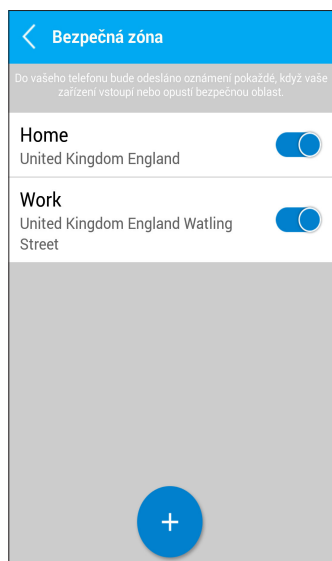 Bezpečná zóna
Do vašeho telefonu bude odesláno oznámení pokaždé, když vaše
zařízení vstoupí nebo opustí bezpečnou oblast.
Home
United Kingdom England
Work
United Kingdom England Watling
Street
+